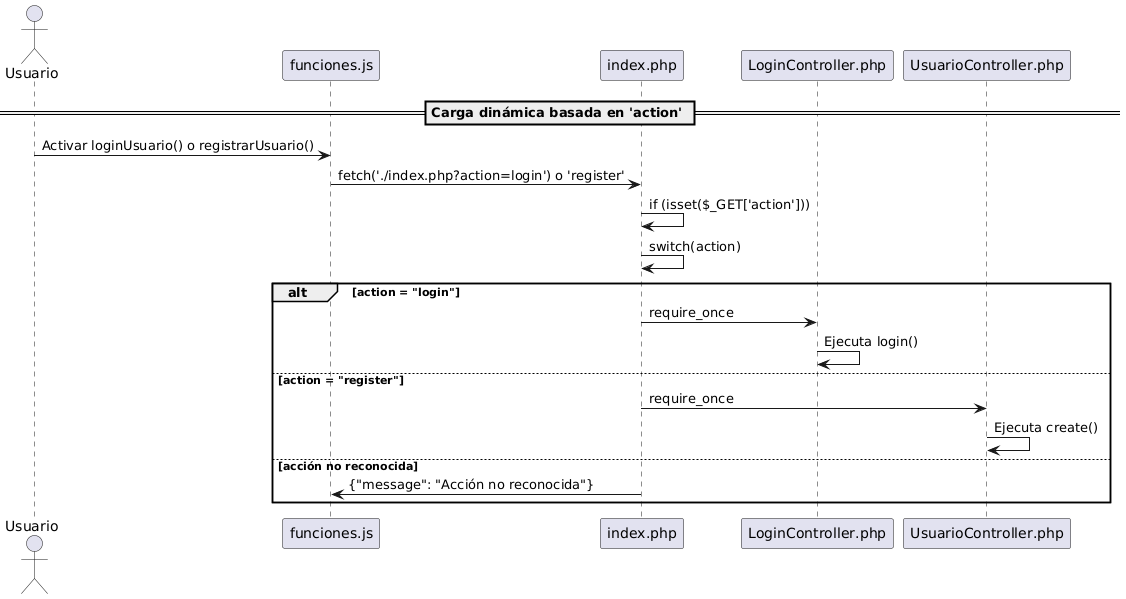 Usuario
funciones.js
index.php
LoginController.php
UsuarioController.php
Carga dinámica basada en 'action'
Activar loginUsuario() o registrarUsuario()
fetch('./index.php?action=login') o 'register'
if (isset($_GET['action']))
switch(action)
alt
[action = "login"]
require_once
Ejecuta login()
[action = "register"]
require_once
Ejecuta create()
[acción no reconocida]
{"message": "Acción no reconocida"}
Usuario
funciones.js
index.php
LoginController.php
UsuarioController.php